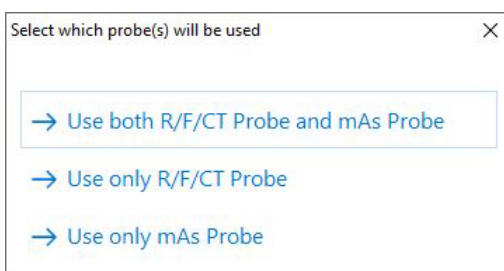 Select which probe(s) will be used
→ Use both R/F/CT Probe and mAs Probe
→ Use only R/F/CT Probe
→ Use only mAs Probe